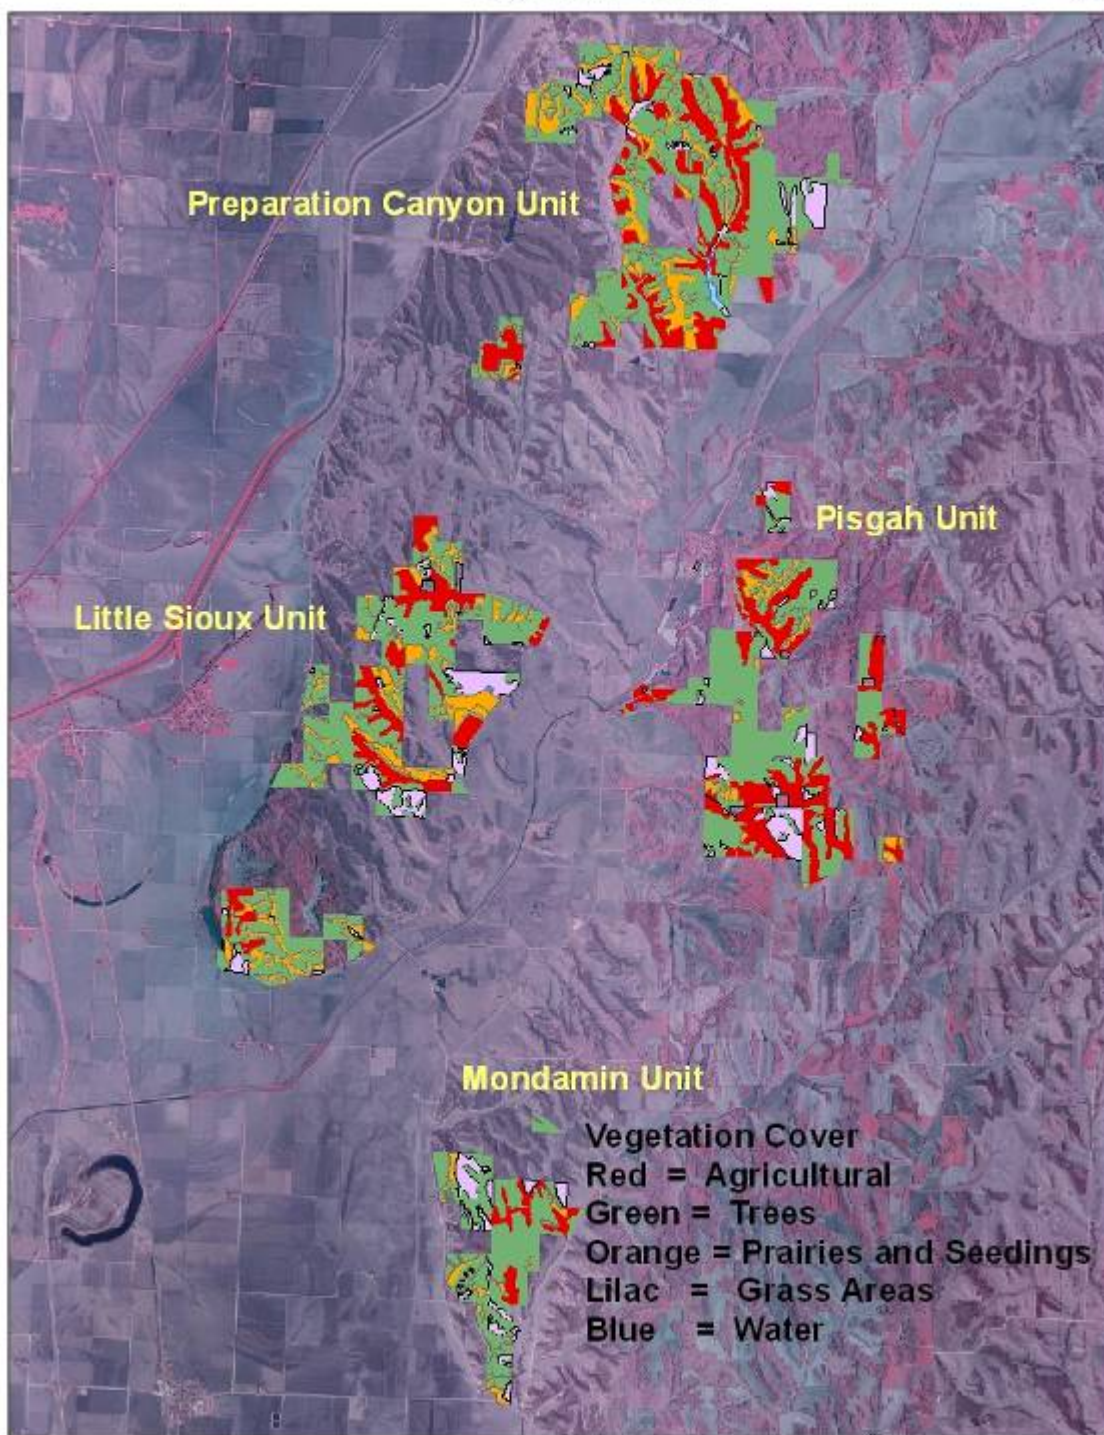 Preparation Canyon Unit
Pisgah Unit
Little Sioux Unit
Mondamin Unit
Vegetation Cover
Red = Agricultural
Green = Trees
Orange = Prairies and Seedings
Lilac = Grass Areas
Blue = Water